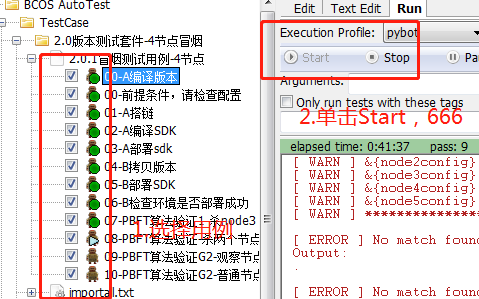 BCOS AutoTest
TestCase
2.0版本测试套件-4节点冒烟
2.0.1冒烟测试用例-4节点
00-A编译版本
00-前提条件，请检查配置
01-A搭链
02-A编译SDK
03-A部署sdk
04-B拷贝版本
05-B部署SDK
06-B检查环境是否部署成功
07-PBFT算法验证1 杀node3
08-PBFT算法验证-杀两个节点
09-PBFT算法验证G2-观察节点
10-PBFT算法验证G2-普通节点
importall.txt
1.选择用例
Edit Text Edit Run
Execution Profile: pybot
Start Stop
Arguments:
Only run tests with these tags
2.单击Start，666
elapsed time: 0:41:37 pass: 9
[ WARN ] &{node2config}
[ WARN ] &{node3config}
[ WARN ] &{node4config}
[ WARN ] &{node5config}
[ WARN ] *****************
[ ERROR ] No match found
Output:
.
[ ERROR ] No match found